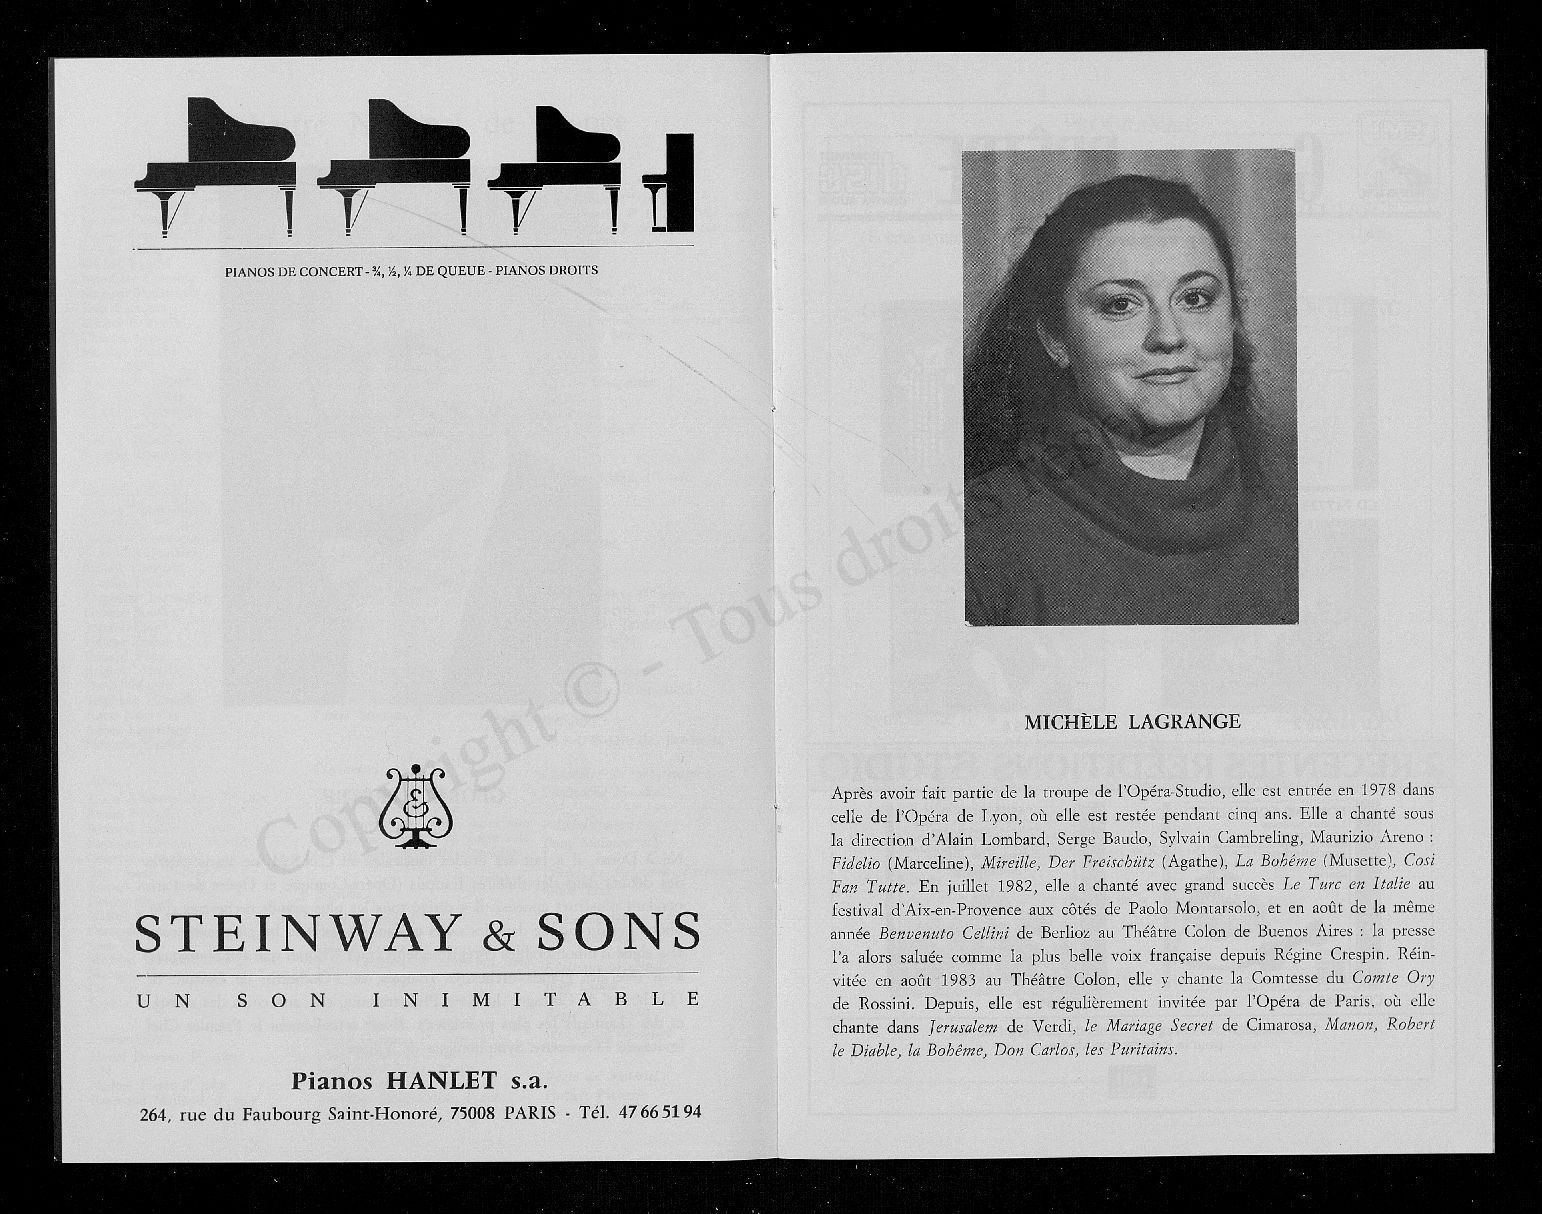 PIANOS DE CONCERT - ¾, ½, ¼ DE QUEUE - PIANOS DROITS
STEINWAY & SONS
UN SON INIMITABLE
Pianos HANLET s.a.
264, rue du Faubourg Saint-Honoré, 75008 PARIS - Tél. 47 66 51 94
Copyright © - Tous droits res
MICHÈLE LAGRANGE
Après avoir fait partie de la troupe de l'Opéra-Studio, elle est entrée en 1978 dans
celle de l'Opéra de Lyon, où elle est restée pendant cinq ans. Elle a chanté sous
la direction d'Alain Lombard, Serge Baudo, Sylvain Cambreling, Maurizio Areno :
Fidelio (Marceline), Mireille, Der Freischütz (Agathe), La Bohême (Musette), Cosi
Fan Tutte. En juillet 1982, elle a chanté avec grand succès Le Turc en Italie au
festival d'Aix-en-Provence aux côtés de Paolo Montarsolo, et en août de la même
année Benvenuto Cellini de Berlioz au Théâtre Colon de Buenos Aires : la presse
l'a alors saluée comme la plus belle voix française depuis Régine Crespin. Réin-
vitée en août 1983 au Théâtre Colon, elle y chante la Comtesse du Comte Ory
de Rossini. Depuis, elle est régulièrement invitée par l'Opéra de Paris, où elle
chante dans Jerusalem de Verdi, le Mariage Secret de Cimarosa, Manon, Robert
le Diable, la Bohême, Don Carlos, les Puritains.